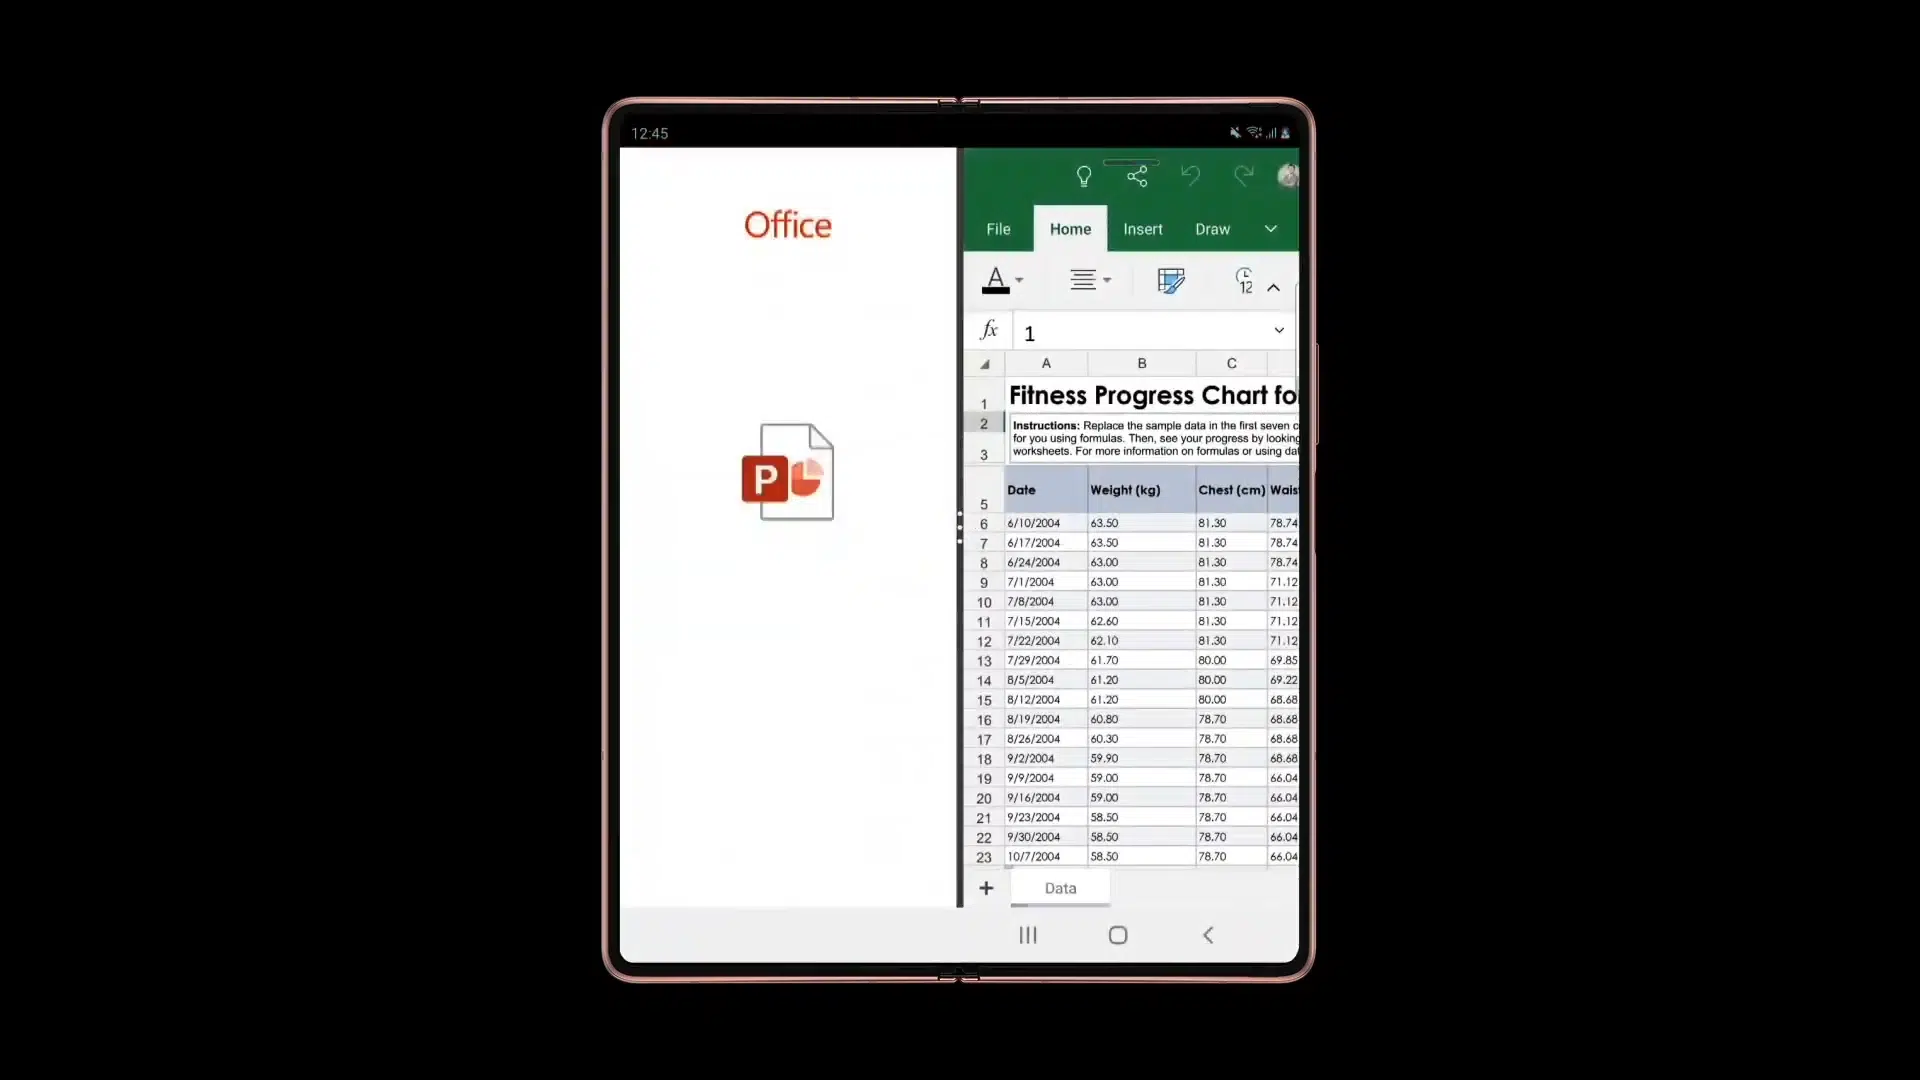 12:45
Office
P
File Home Insert Draw
A 12
fx 1
A B C
1 Fitness Progress Chart fo
2 Instructions: Replace the sample data in the first seven c
for you using formulas. Then, see your progress by looking
3 worksheets. For more information on formulas or using dat
5 Date Weight (kg) Chest (cm) Wais
6 6/10/2004 63.50 81.30 78.74
7 6/17/2004 63.50 81.30 78.74
8 6/24/2004 63.00 81.30 78.74
9 7/1/2004 63.00 81.30 71.12
10 7/8/2004 63.00 81.30 71.12
11 7/15/2004 62.60 81.30 71.12
12 7/22/2004 62.10 81.30 71.12
13 7/29/2004 61.70 80.00 69.85
14 8/5/2004 61.20 80.00 69.22
15 8/12/2004 61.20 80.00 68.68
16 8/19/2004 60.80 78.70 68.68
17 8/26/2004 60.30 78.70 68.68
18 9/2/2004 59.90 78.70 68.68
19 9/9/2004 59.00 78.70 66.04
20 9/16/2004 59.00 78.70 66.04
21 9/23/2004 58.50 78.70 66.04
22 9/30/2004 58.50 78.70 66.04
23 10/7/2004 58.50 78.70 66.04
+ Data